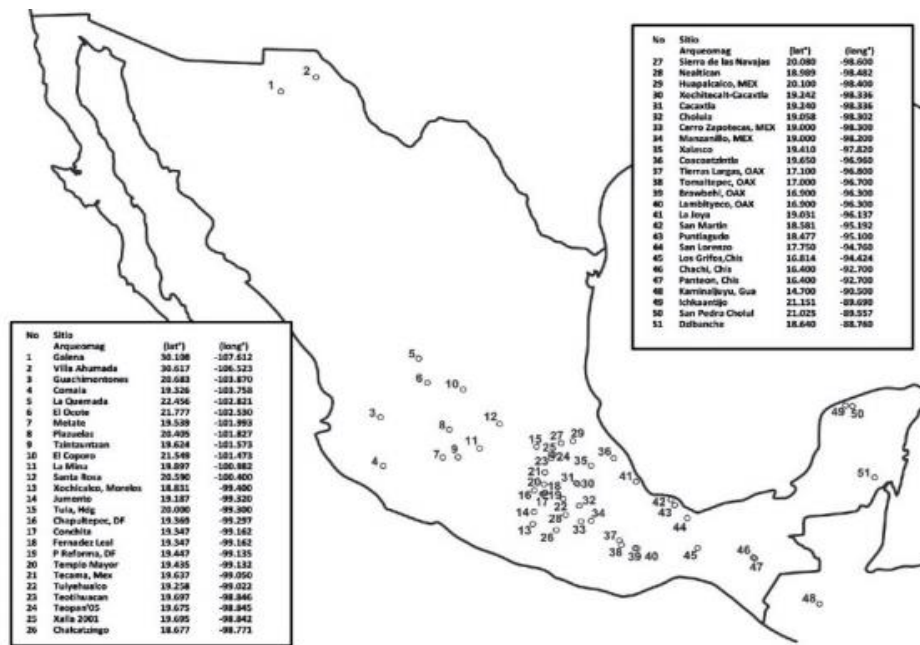 No Sitio
Arqueomag (lat°) (long°)
27 Sierra de las Navajas 20.080 -98.600
28 Nealtican 18.989 -98.482
29 Huapalcalco, MEX 20.100 -98.400
30 Xochitecalt-Cacaxtla 19.242 -98.336
31 Cacaxtla 19.240 -98.336
32 Cholula 19.058 -98.302
33 Cerro Zapotecas, MEX 19.000 -98.300
34 Manzanillo, MEX 19.000 -98.200
35 Xalasco 19.410 -97.820
36 Coacoatzintla 19.650 -96.960
37 Tierras Largas, OAX 17.100 -96.800
38 Tomaltepec, OAX 17.000 -96.700
39 Brawbehl, OAX 16.900 -96.300
40 Lambityeco, OAX 16.900 -96.300
41 La Joya 19.031 -96.137
42 San Martin 18.581 -95.192
43 Puntiagudo 18.477 -95.100
44 San Lorenzo 17.750 -94.760
45 Los Grifos,Chis 16.814 -94.424
46 Chachi, Chis 16.400 -92.700
47 Panteon, Chis 16.400 -92.700
48 Kaminaljuyu, Gua 14.700 -90.500
49 Ichkaantijo 21.151 -89.690
50 San Pedro Cholul 21.025 -89.557
51 Dzibanche 18.640 -88.760
No Sitio
Arqueomag (lat°) (long°)
1 Galena 30.108 -107.612
2 Villa Ahumada 30.617 -106.523
3 Guachimontones 20.683 -103.870
4 Comala 19.326 -103.758
5 La Quemada 22.456 -102.821
6 El Ocote 21.777 -102.530
7 Metate 19.539 -101.993
8 Plazuelas 20.405 -101.827
9 Tzintzuntzan 19.624 -101.573
10 El Coporo 21.549 -101.473
11 La Mina 19.897 -100.982
12 Santa Rosa 20.590 -100.400
13 Xochicalco, Morelos 18.831 -99.400
14 Jumento 19.187 -99.320
15 Tula, Hdg 20.000 -99.300
16 Chapultepec, DF 19.369 -99.297
17 Conchita 19.347 -99.162
18 Fernadez Leal 19.347 -99.162
19 P Reforma, DF 19.447 -99.135
20 Templo Mayor 19.435 -99.132
21 Tecama, Mex 19.637 -99.050
22 Tulyehualco 19.258 -99.022
23 Teotihuacan 19.697 -98.846
24 Teopan'05 19.675 -98.845
25 Xalla 2001 19.695 -98.842
26 Chalcatzingo 18.677 -98.771
2
1
5
6
10
3
8
12
4
7
9
11
15
27
29
25
24
23
35
36
21
20
18
31
30
41
16
17
19
32
14
22
28
34
13
26
33
42
43
44
37
38
39
40
45
46
47
48
49
50
51